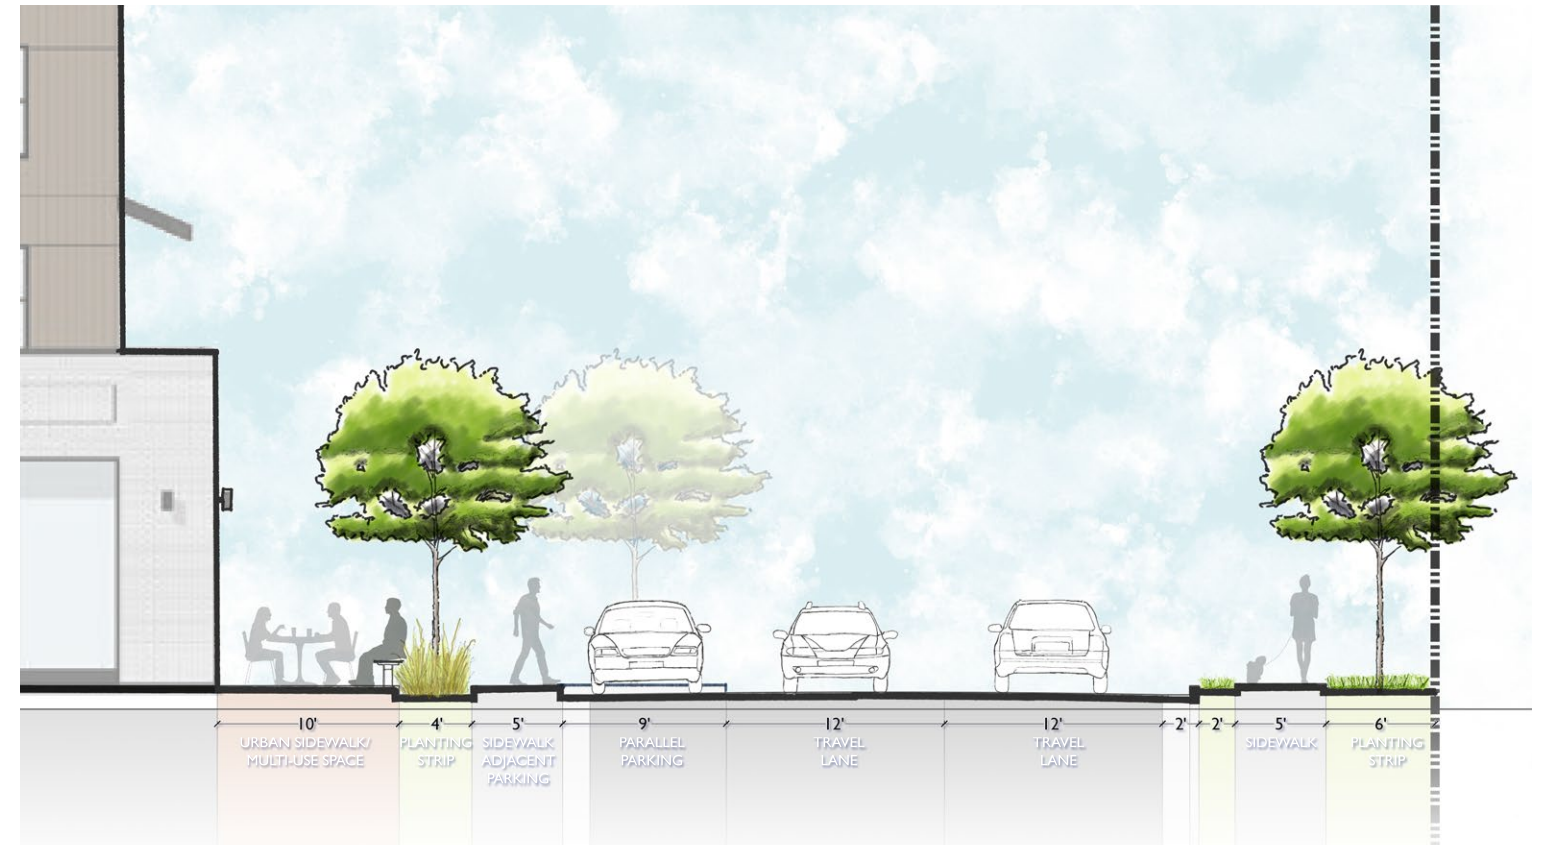 10' 4' 5' 9' 12' 12' 2' 2' 5' 6'
URBAN SIDEWALK/
MULTI-USE SPACE
PLANTING
STRIP
SIDEWALK
ADJACENT
PARKING
PARALLEL
PARKING
TRAVEL
LANE
TRAVEL
LANE
SIDEWALK
PLANTING
STRIP